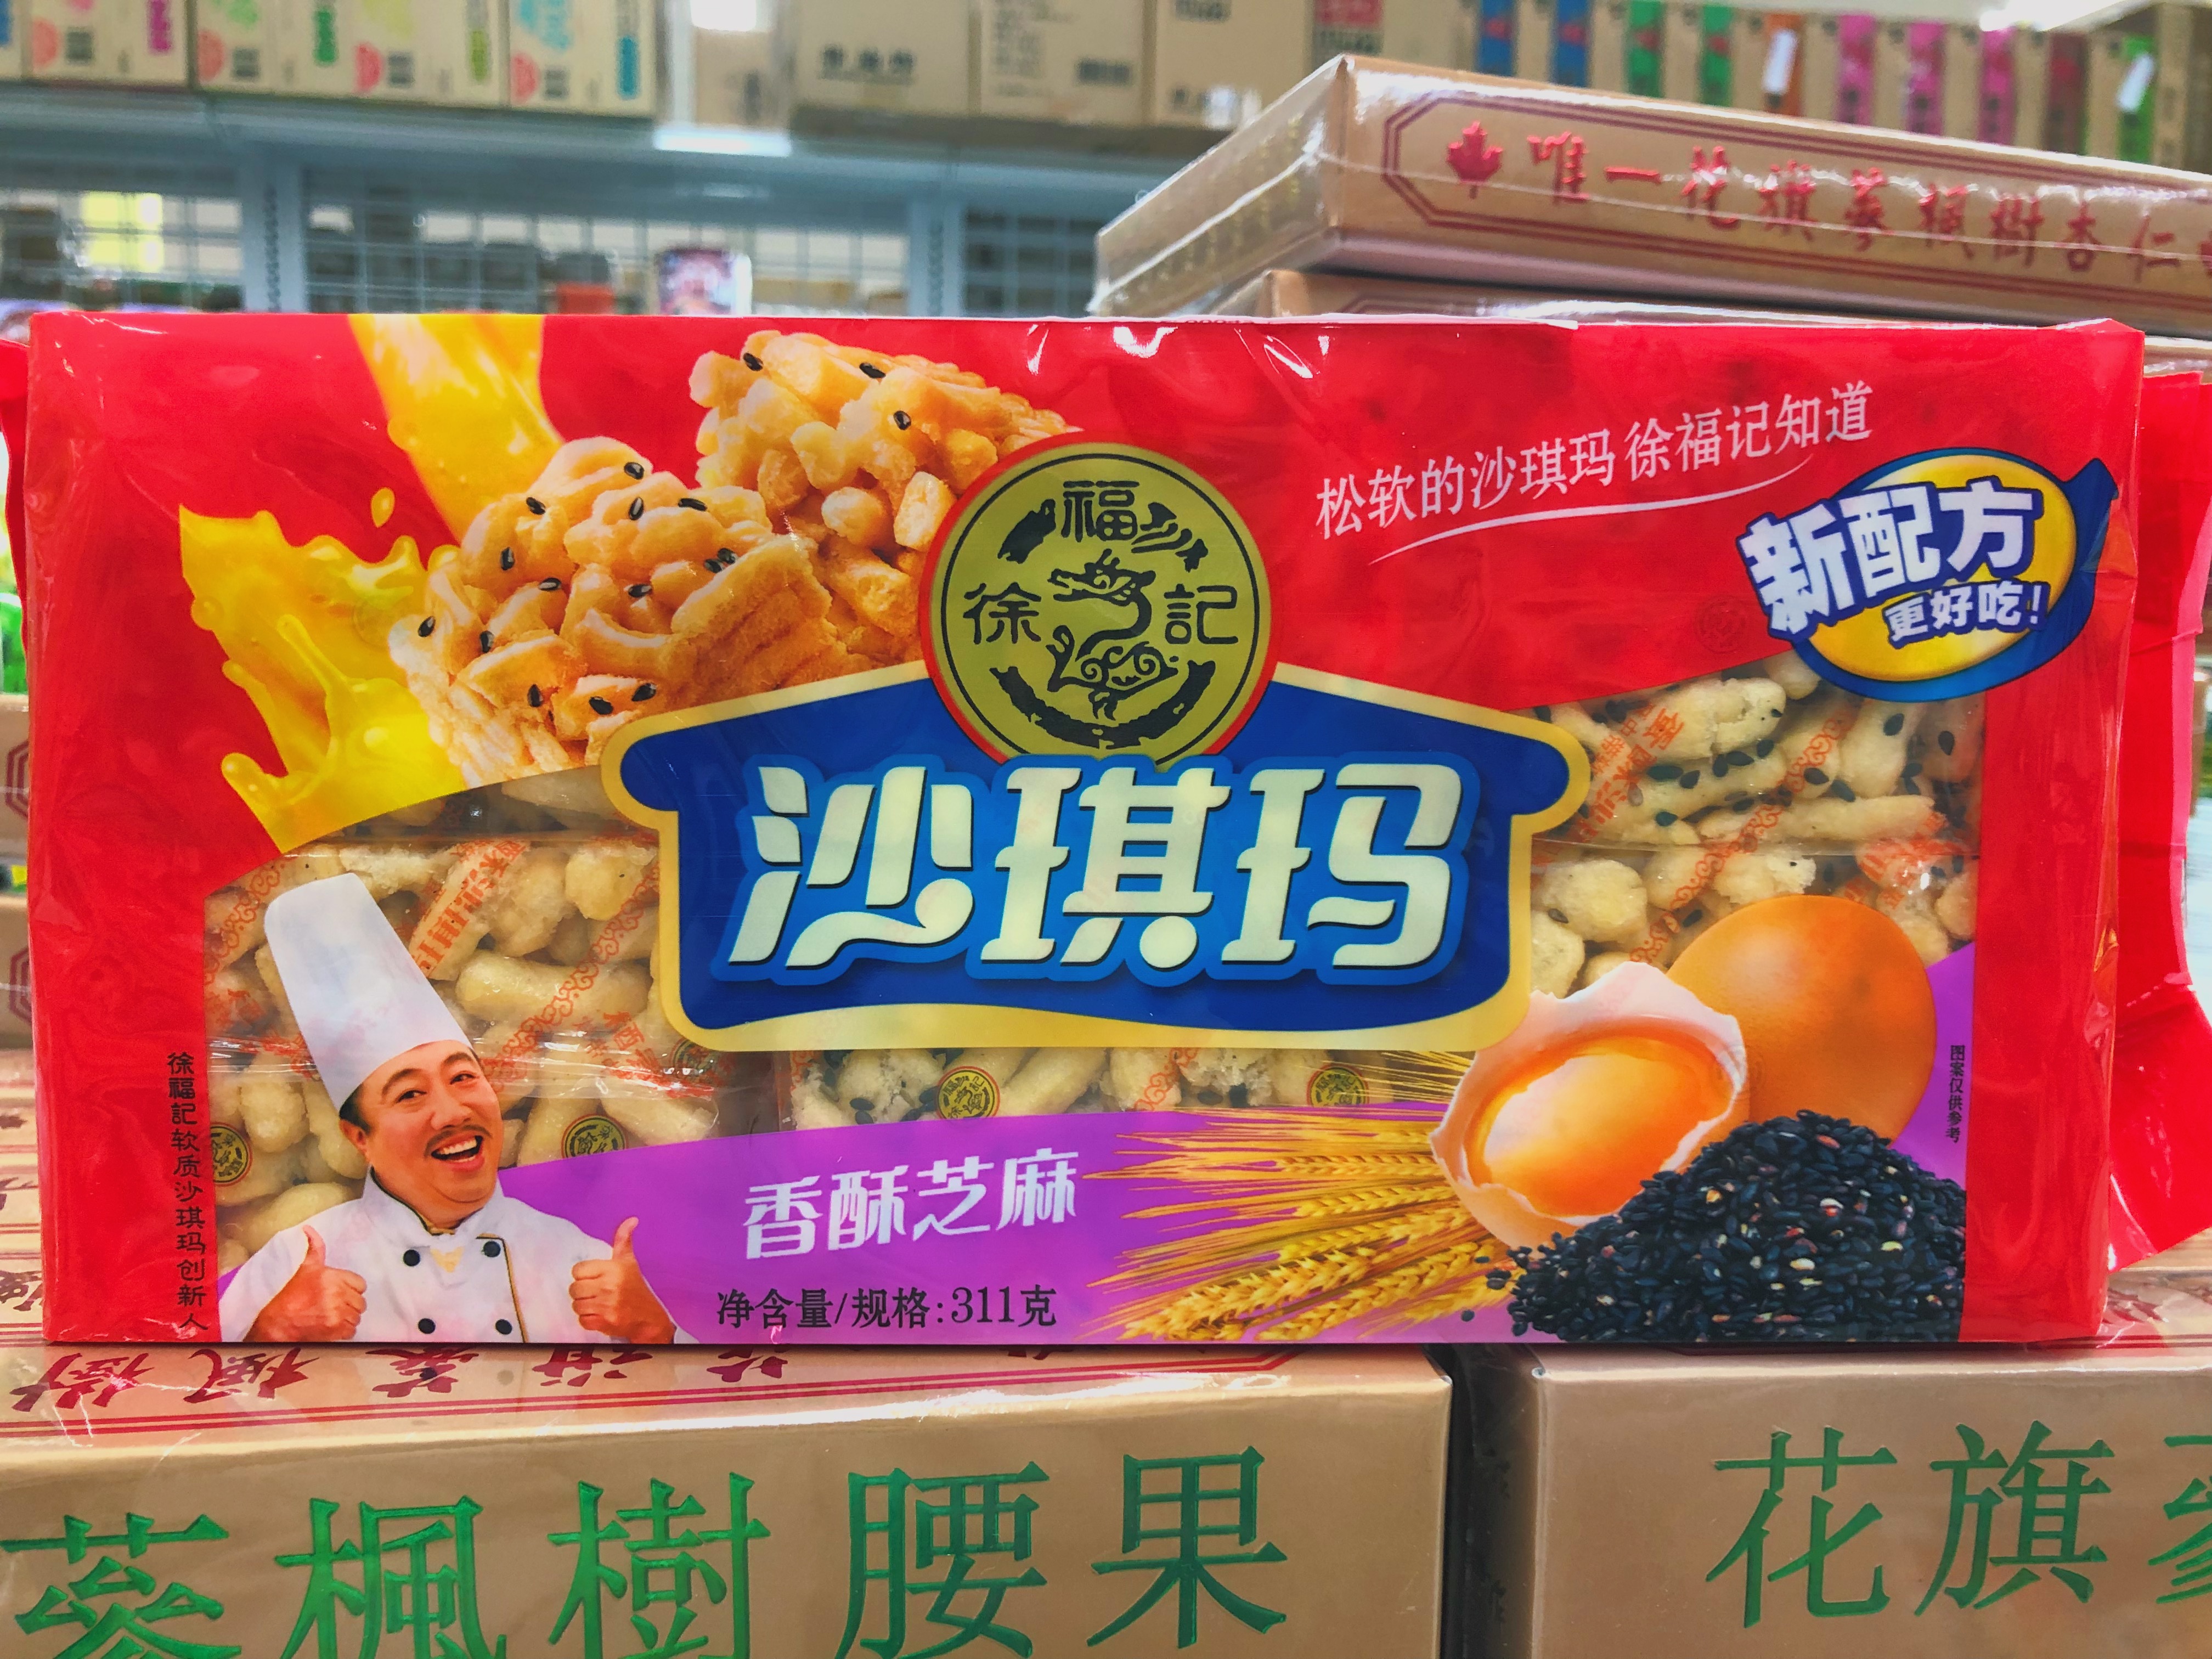 唯一花旗蔘楓樹杏仁
松软的沙琪玛 徐福记知道
新配方
更好吃!
福
徐 記
沙琪玛
香酥芝麻
净含量/规格:311克
徐福記软质沙琪玛创新人
图案仅供参考
蔘楓樹腰果
花旗